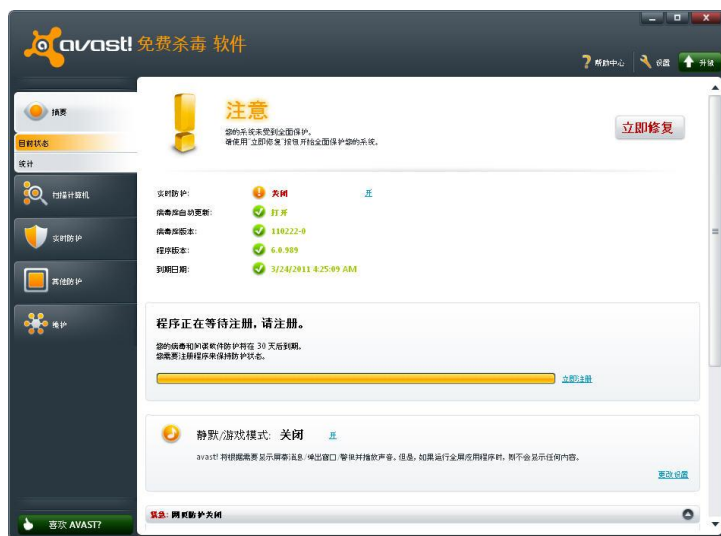 avast! 免费杀毒 软件
帮助中心 设置 升级
摘要
目前状态
统计
扫描计算机
实时防护
其他防护
维护
喜欢 AVAST?
注意
您的系统未受到全面保护。
请使用"立即修复"按钮开始全面保护您的系统。
立即修复
实时防护: 关闭 开
病毒库自动更新: 打开
病毒库版本: 110222-0
程序版本: 6.0.989
到期日期: 3/24/2011 4:25:09 AM
程序正在等待注册,请注册。
您的病毒和间谍软件防护将在 30 天后到期。
您需要注册程序来保持防护状态。
立即注册
静默/游戏模式: 关闭 开
avast! 将根据需要显示屏幕消息/弹出窗口/警报并播放声音。但是,如果运行全屏应用程序时,则不会显示任何内容。
更改设置
紧急: 网页防护关闭